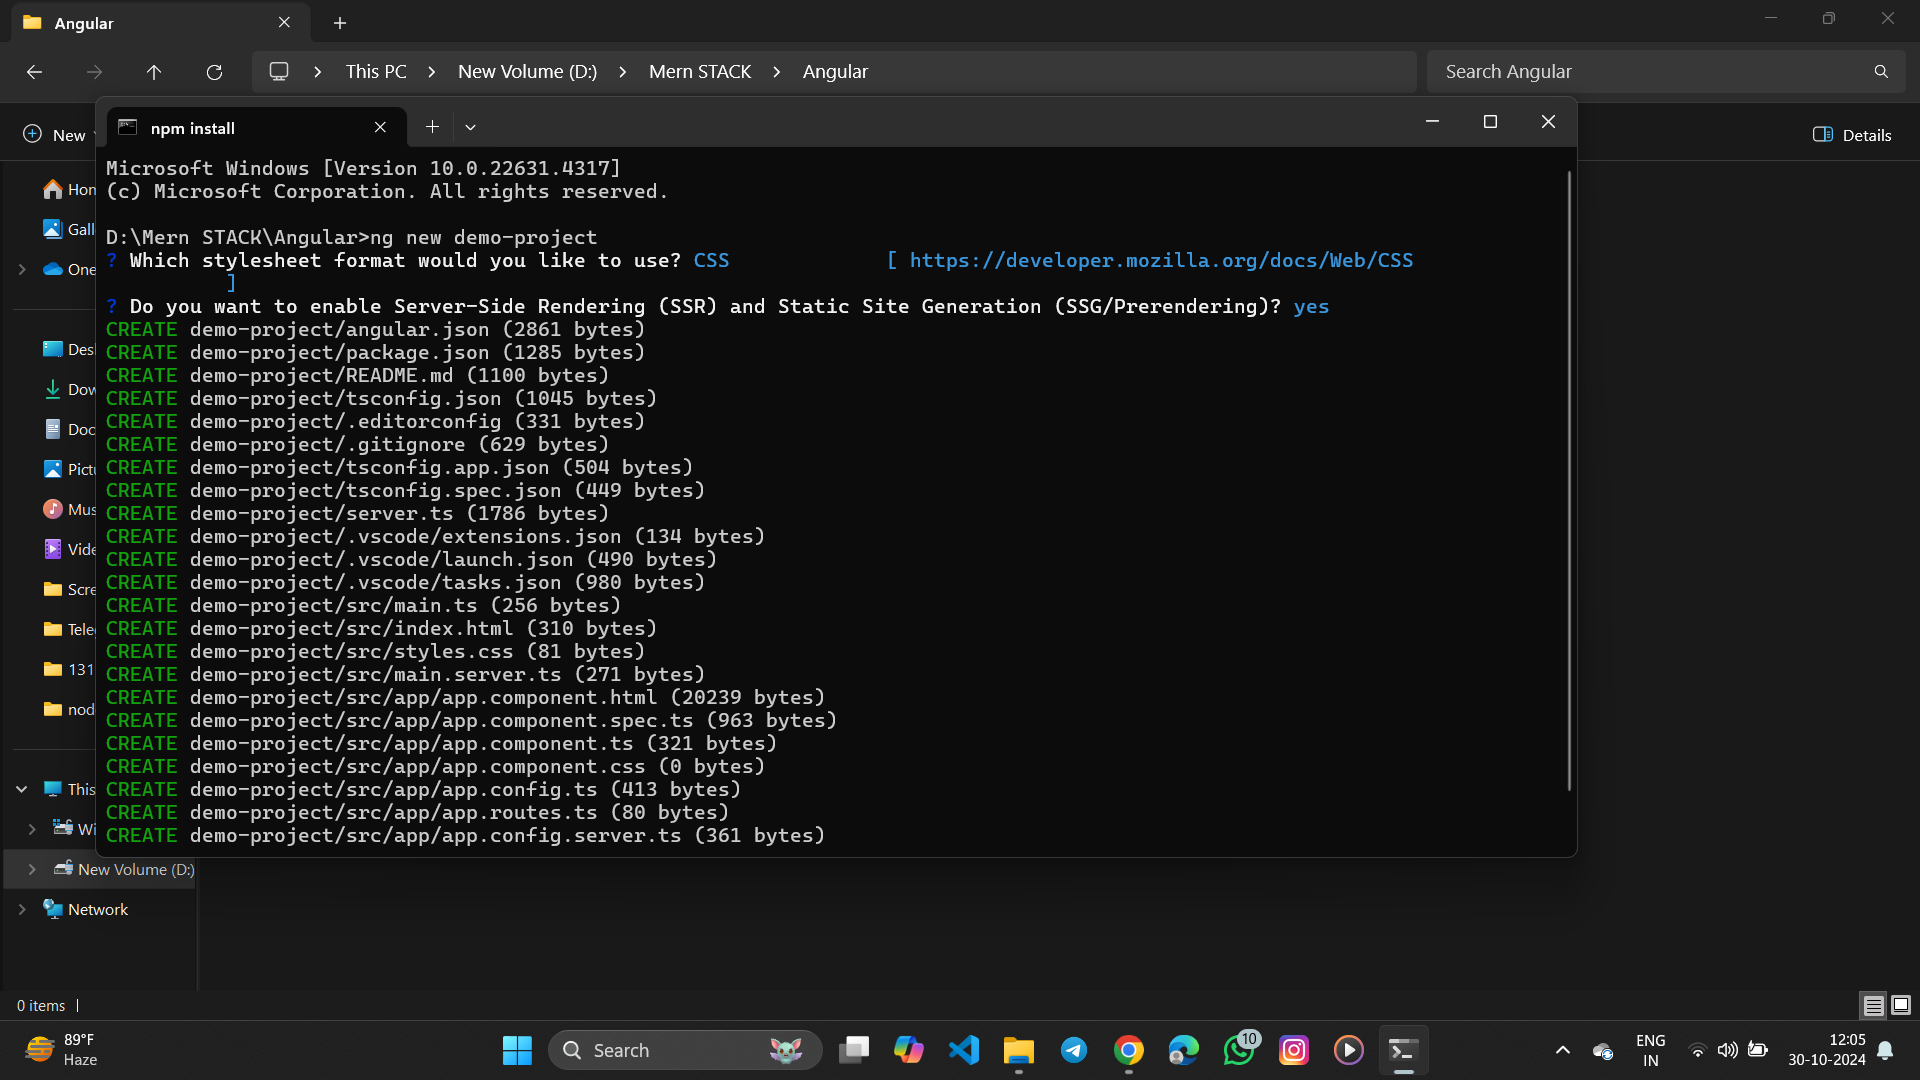 Angular
This PC
New Volume (D:)
Mern STACK
Angular
Search Angular
New
Details
npm install
Microsoft Windows [Version 10.0.22631.4317]
(c) Microsoft Corporation. All rights reserved.
D:\Mern STACK\Angular>ng new demo-project
? Which stylesheet format would you like to use? CSS [ https://developer.mozilla.org/docs/Web/CSS
]
? Do you want to enable Server-Side Rendering (SSR) and Static Site Generation (SSG/Prerendering)? yes
CREATE demo-project/angular.json (2861 bytes)
CREATE demo-project/package.json (1285 bytes)
CREATE demo-project/README.md (1100 bytes)
CREATE demo-project/tsconfig.json (1045 bytes)
CREATE demo-project/.editorconfig (331 bytes)
CREATE demo-project/.gitignore (629 bytes)
CREATE demo-project/tsconfig.app.json (504 bytes)
CREATE demo-project/tsconfig.spec.json (449 bytes)
CREATE demo-project/server.ts (1786 bytes)
CREATE demo-project/.vscode/extensions.json (134 bytes)
CREATE demo-project/.vscode/launch.json (490 bytes)
CREATE demo-project/.vscode/tasks.json (980 bytes)
CREATE demo-project/src/main.ts (256 bytes)
CREATE demo-project/src/index.html (310 bytes)
CREATE demo-project/src/styles.css (81 bytes)
CREATE demo-project/src/main.server.ts (271 bytes)
CREATE demo-project/src/app/app.component.html (20239 bytes)
CREATE demo-project/src/app/app.component.spec.ts (963 bytes)
CREATE demo-project/src/app/app.component.ts (321 bytes)
CREATE demo-project/src/app/app.component.css (0 bytes)
CREATE demo-project/src/app/app.config.ts (413 bytes)
CREATE demo-project/src/app/app.routes.ts (80 bytes)
CREATE demo-project/src/app/app.config.server.ts (361 bytes)
Hon
Gall
One
Des
Dow
Doc
Pictu
Mus
Vide
Scre
Tele
131
nod
This
Wi
New Volume (D:)
Network
0 items
89°F
Haze
Search
10
ENG
IN
12:05
30-10-2024